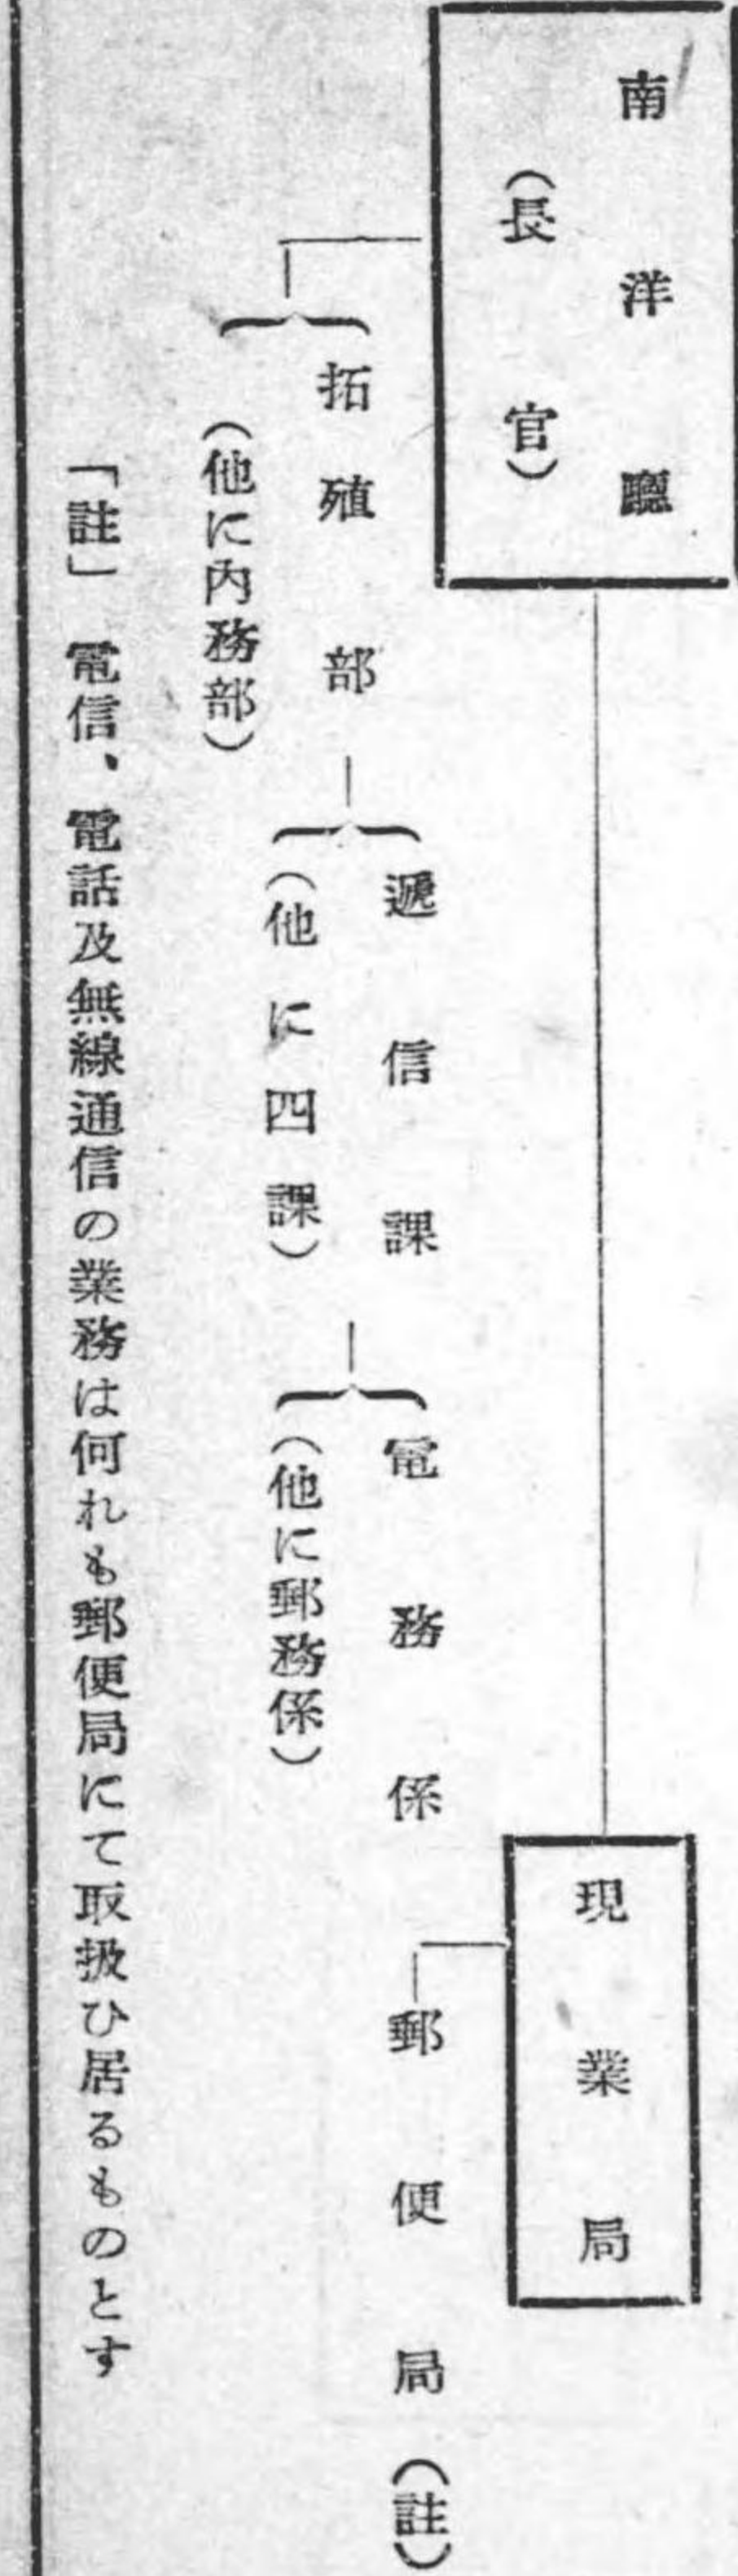 南洋廳
（長官）
拓殖部
（他に內務部）
遞信課
（他に四課）
電務係
（他に郵務係）
現業局
郵便局（註）
「註」電信、電話及無線通信の業務は何れも郵便局にて取扱ひ居るものとす